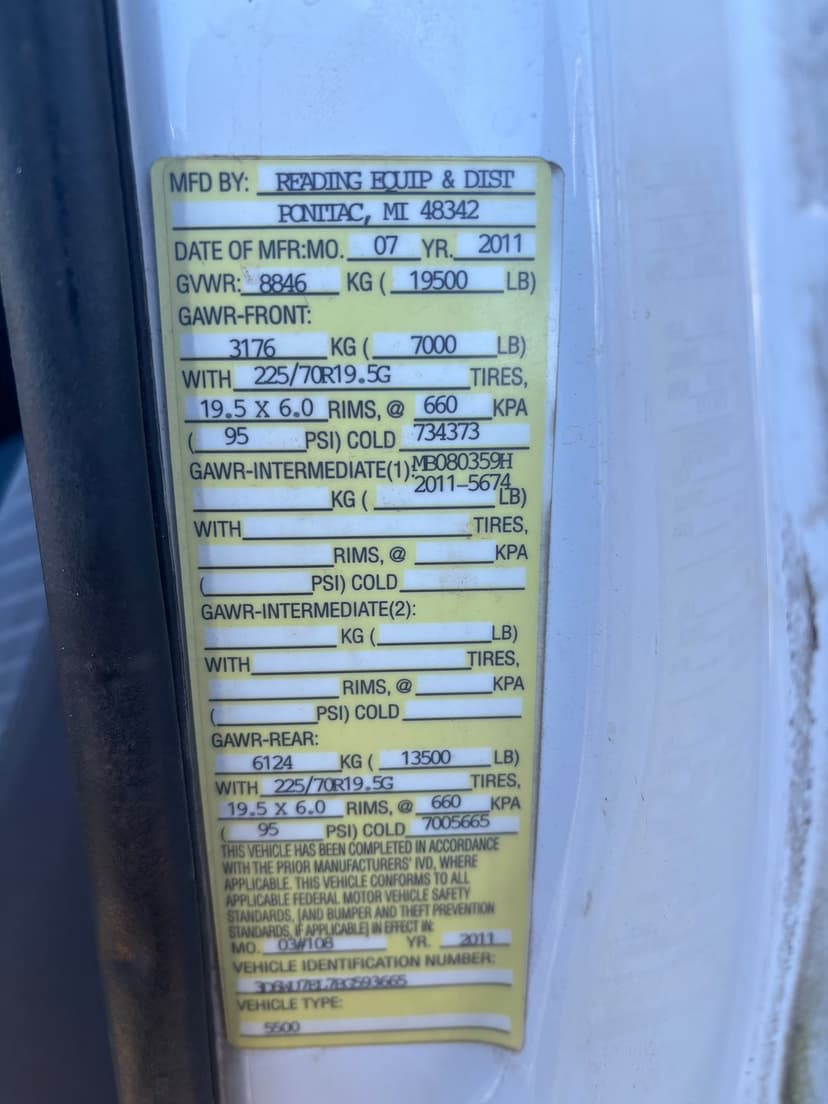 MFD BY: READING EQUIP & DIST
PONTIAC, MI 48342
DATE OF MFR:MO. 07 YR. 2011
GVWR: 8846 KG ( 19500 LB)
GAWR-FRONT:
3176 KG ( 7000 LB)
WITH 225/70R19.5G TIRES,
19.5 X 6.0 RIMS, @ 660 KPA
( 95 PSI) COLD 734373
GAWR-INTERMEDIATE(1): MB080359H
2011-5674
KG ( LB)
WITH TIRES,
RIMS, @ KPA
( PSI) COLD
GAWR-INTERMEDIATE(2):
KG ( LB)
WITH TIRES,
RIMS, @ KPA
( PSI) COLD
GAWR-REAR:
6124 KG ( 13500 LB)
WITH 225/70R19.5G TIRES,
19.5 X 6.0 RIMS, @ 660 KPA
( 95 PSI) COLD 7005665
THIS VEHICLE HAS BEEN COMPLETED IN ACCORDANCE
WITH THE PRIOR MANUFACTURERS' IVD, WHERE
APPLICABLE. THIS VEHICLE CONFORMS TO ALL
APPLICABLE FEDERAL MOTOR VEHICLE SAFETY
STANDARDS, [AND BUMPER AND THEFT PREVENTION
STANDARDS, IF APPLICABLE] IN EFFECT IN:
MO. 03#108 YR. 2011
VEHICLE IDENTIFICATION NUMBER:
VEHICLE TYPE:
5500